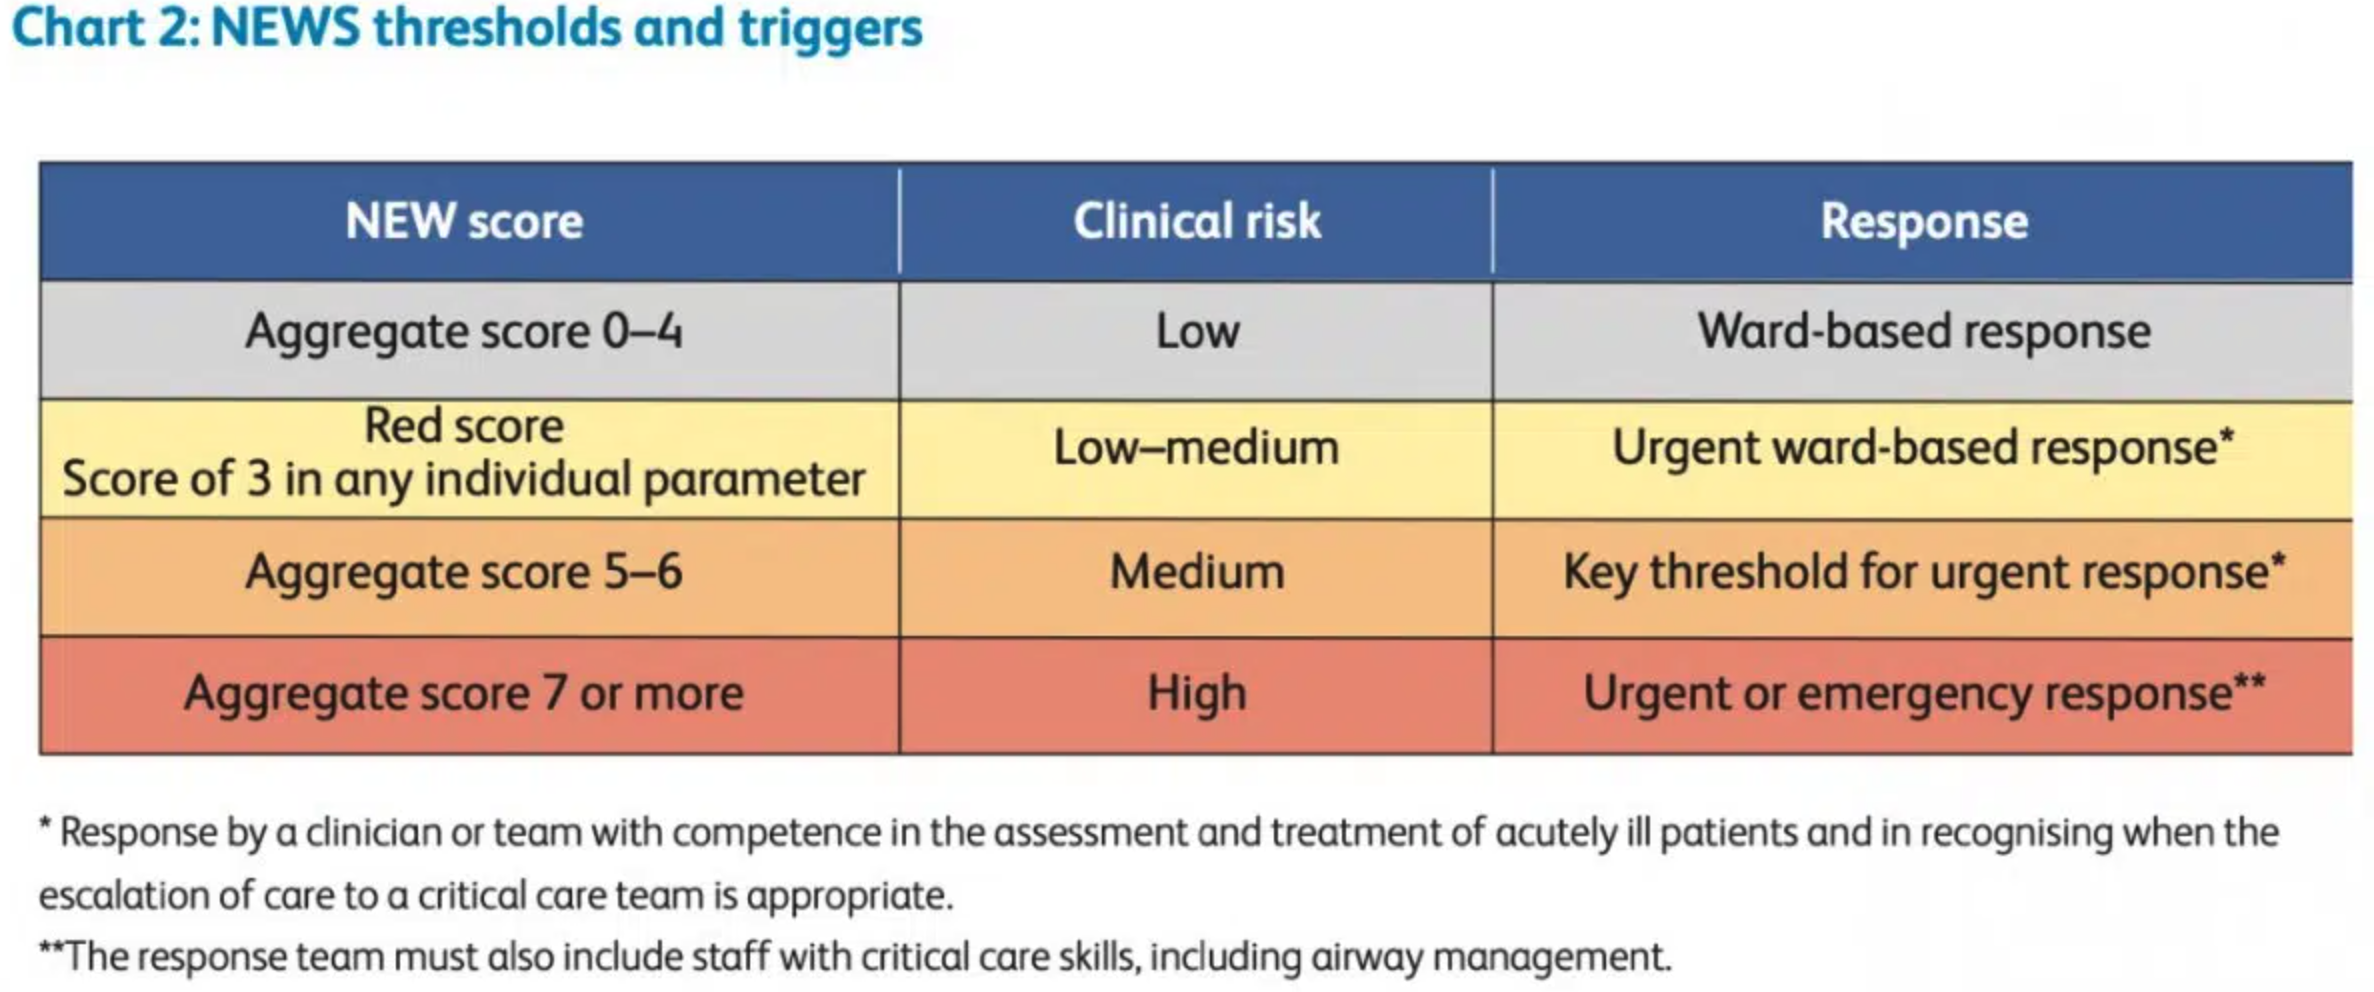 Chart 2: NEWS thresholds and triggers
NEW score
Clinical risk
Response
Aggregate score 0–4
Low
Ward-based response
Red score
Score of 3 in any individual parameter
Low–medium
Urgent ward-based response*
Aggregate score 5–6
Medium
Key threshold for urgent response*
Aggregate score 7 or more
High
Urgent or emergency response**
* Response by a clinician or team with competence in the assessment and treatment of acutely ill patients and in recognising when the
escalation of care to a critical care team is appropriate.
**The response team must also include staff with critical care skills, including airway management.